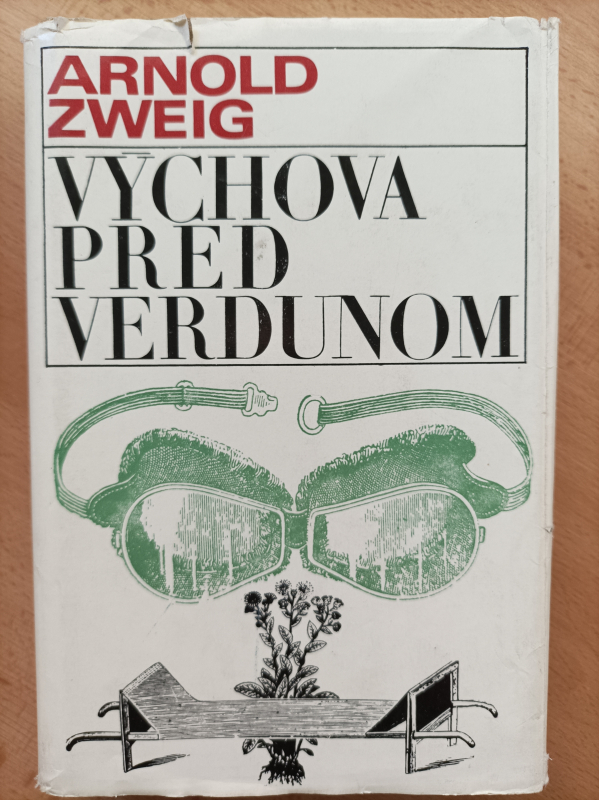 ARNOLD
ZWEIG
VÝCHOVA
PRED
VERDUNOM